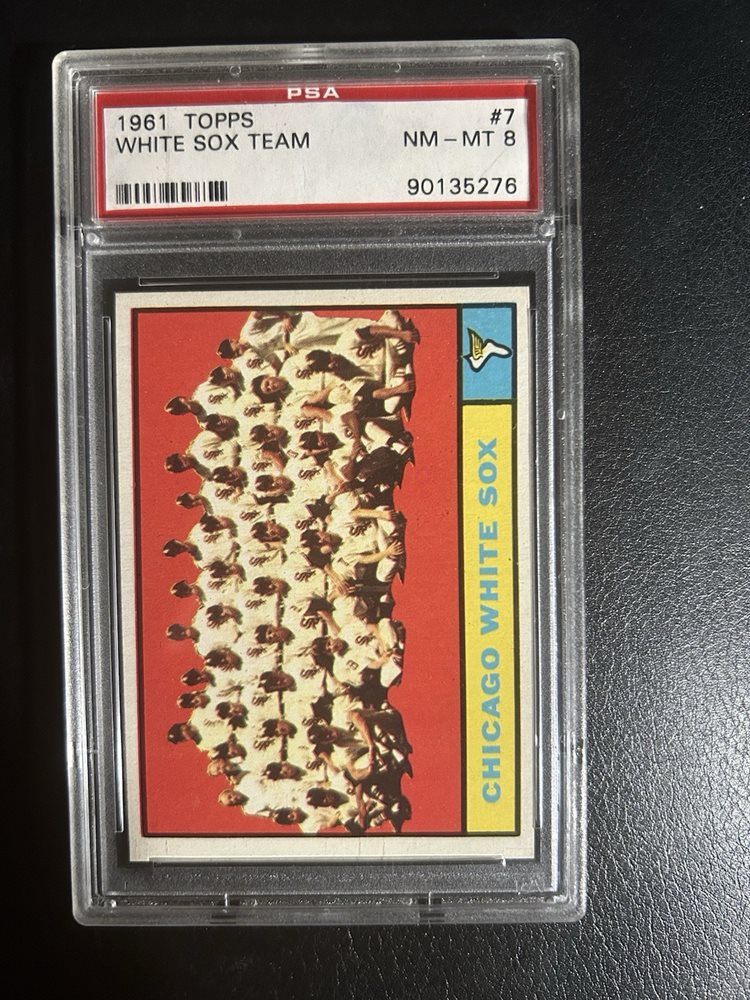 PSA
1961 TOPPS #7
WHITE SOX TEAM NM-MT 8
90135276
CHICAGO WHITE SOX